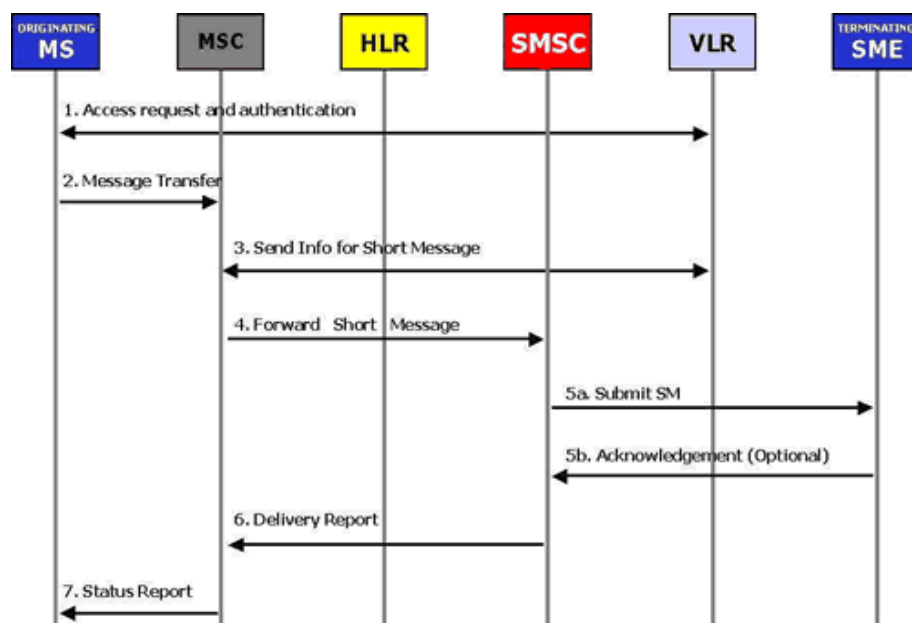 ORIGINATING
MS
MSC
HLR
SMSC
VLR
TERMINATING
SME
1. Access request and authentication
2. Message Transfer
3. Send Info for Short Message
4. Forward Short Message
5a. Submit SM
5b. Acknowledgement (Optional)
6. Delivery Report
7. Status Report